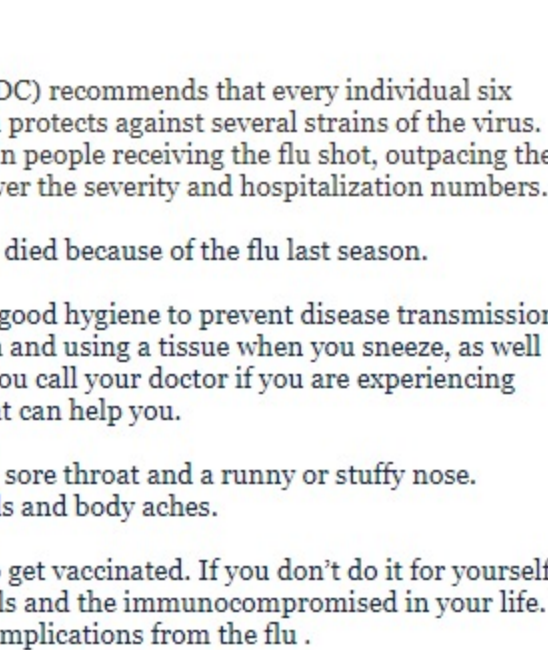 DC) recommends that every individual six
protects against several strains of the virus.
n people receiving the flu shot, outpacing the
ver the severity and hospitalization numbers.
died because of the flu last season.
good hygiene to prevent disease transmission
and using a tissue when you sneeze, as well
ou call your doctor if you are experiencing
t can help you.
sore throat and a runny or stuffy nose.
ls and body aches.
get vaccinated. If you don’t do it for yourself
ls and the immunocompromised in your life.
mplications from the flu .